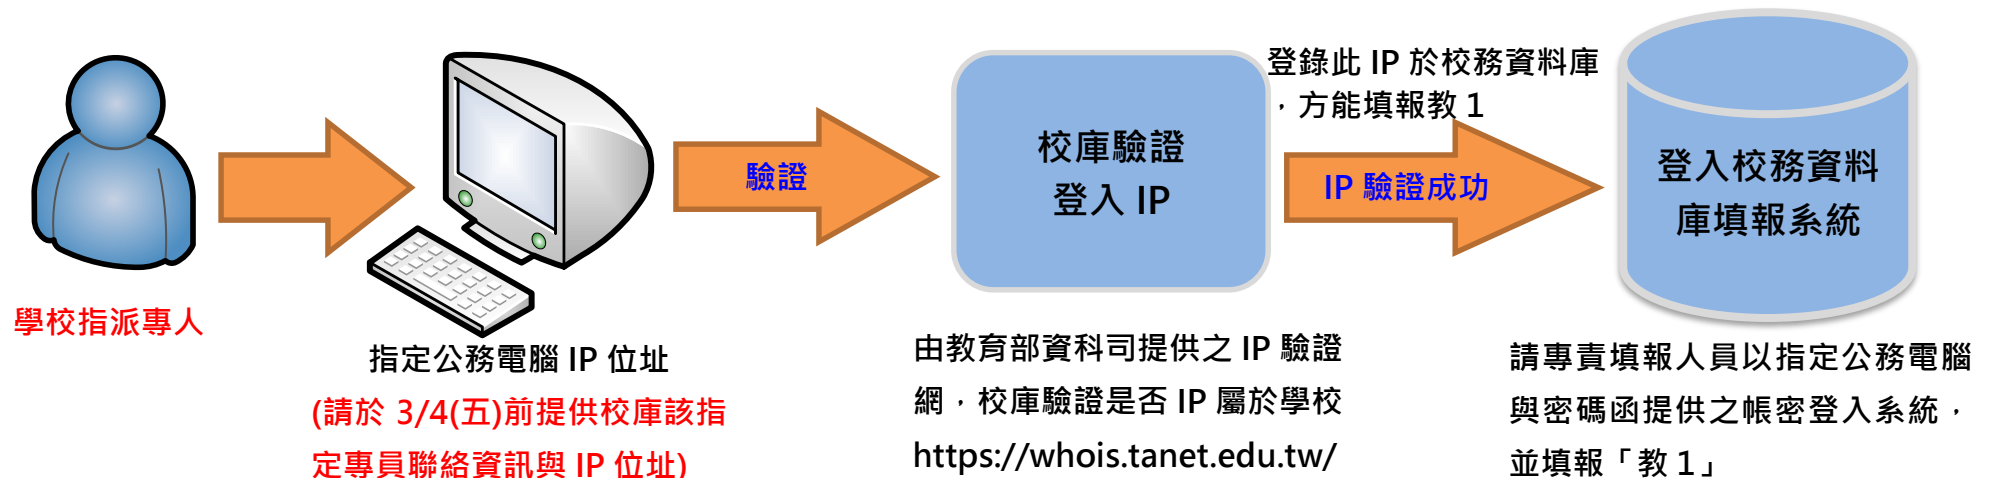 學校指派專人
指定公務電腦 IP 位址
(請於 3/4(五)前提供校庫該指
定專員聯絡資訊與 IP 位址)
驗證
校庫驗證
登入 IP
由教育部資科司提供之 IP 驗證
網，校庫驗證是否 IP 屬於學校
https://whois.tanet.edu.tw/
登錄此 IP 於校務資料庫
，方能填報教 1
IP 驗證成功
登入校務資料
庫填報系統
請專責填報人員以指定公務電腦
與密碼函提供之帳密登入系統，
並填報「教 1」